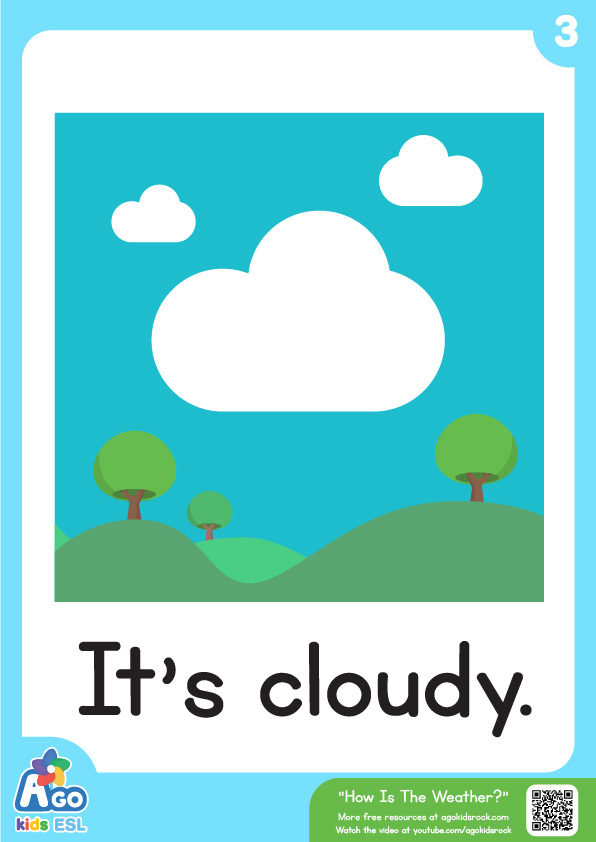 3
It's cloudy.
AGO
kids ESL
“How Is The Weather?”
More free resources at agokidsrock.com
Watch the video at youtube.com/agokidsrock